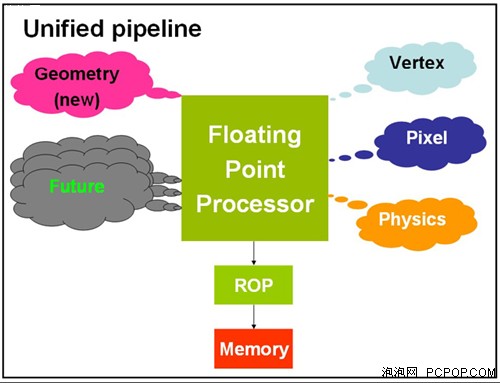 Unified pipeline
Geometry
(new)
Vertex
Floating
Point
Processor
Pixel
Future
Physics
ROP
Memory
泡泡网 PCPOP.COM